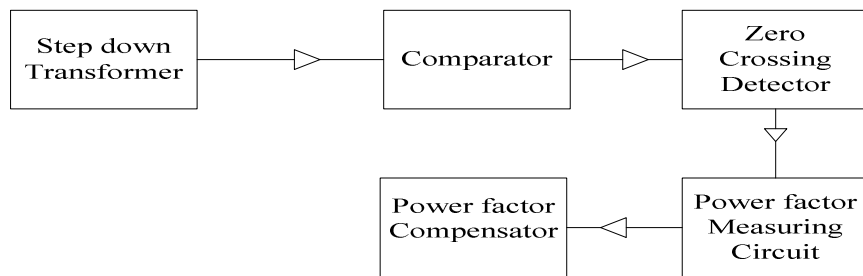 Step down
Transformer
Comparator
Zero
Crossing
Detector
Power factor
Compensator
Power factor
Measuring
Circuit